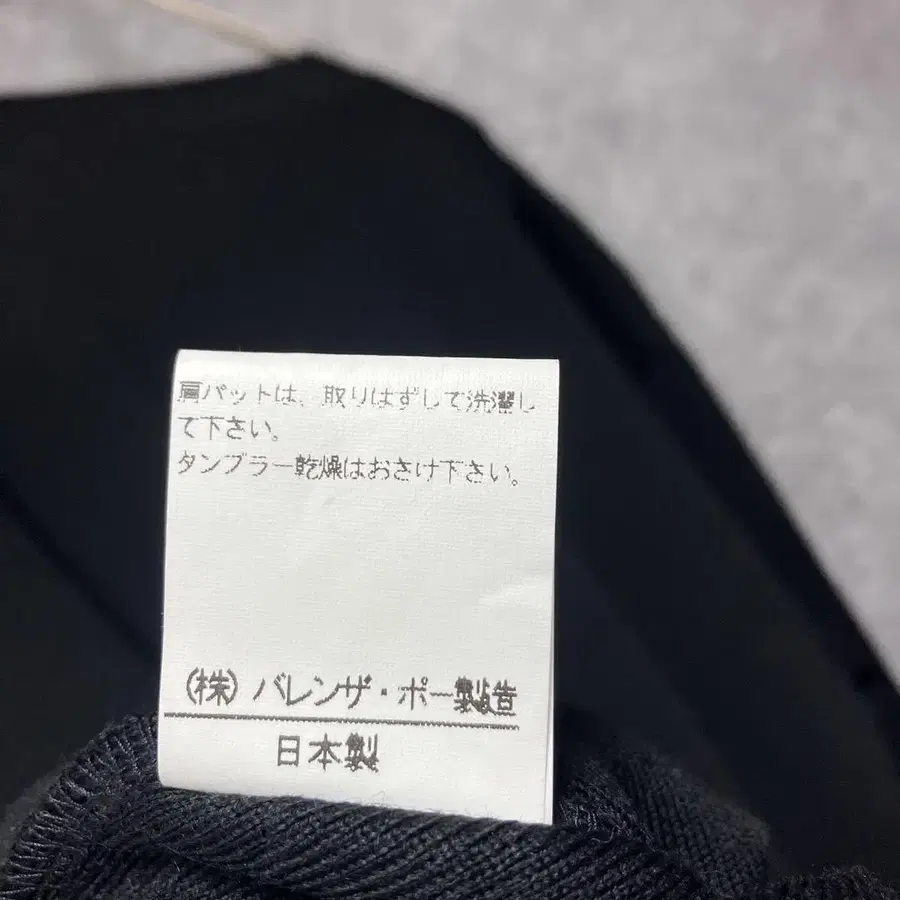 肩パットは、取りはずして洗濯し
て下さい。
タンブラー乾燥はおさけ下さい。
(株)バレンザ・ポー製造
日本製